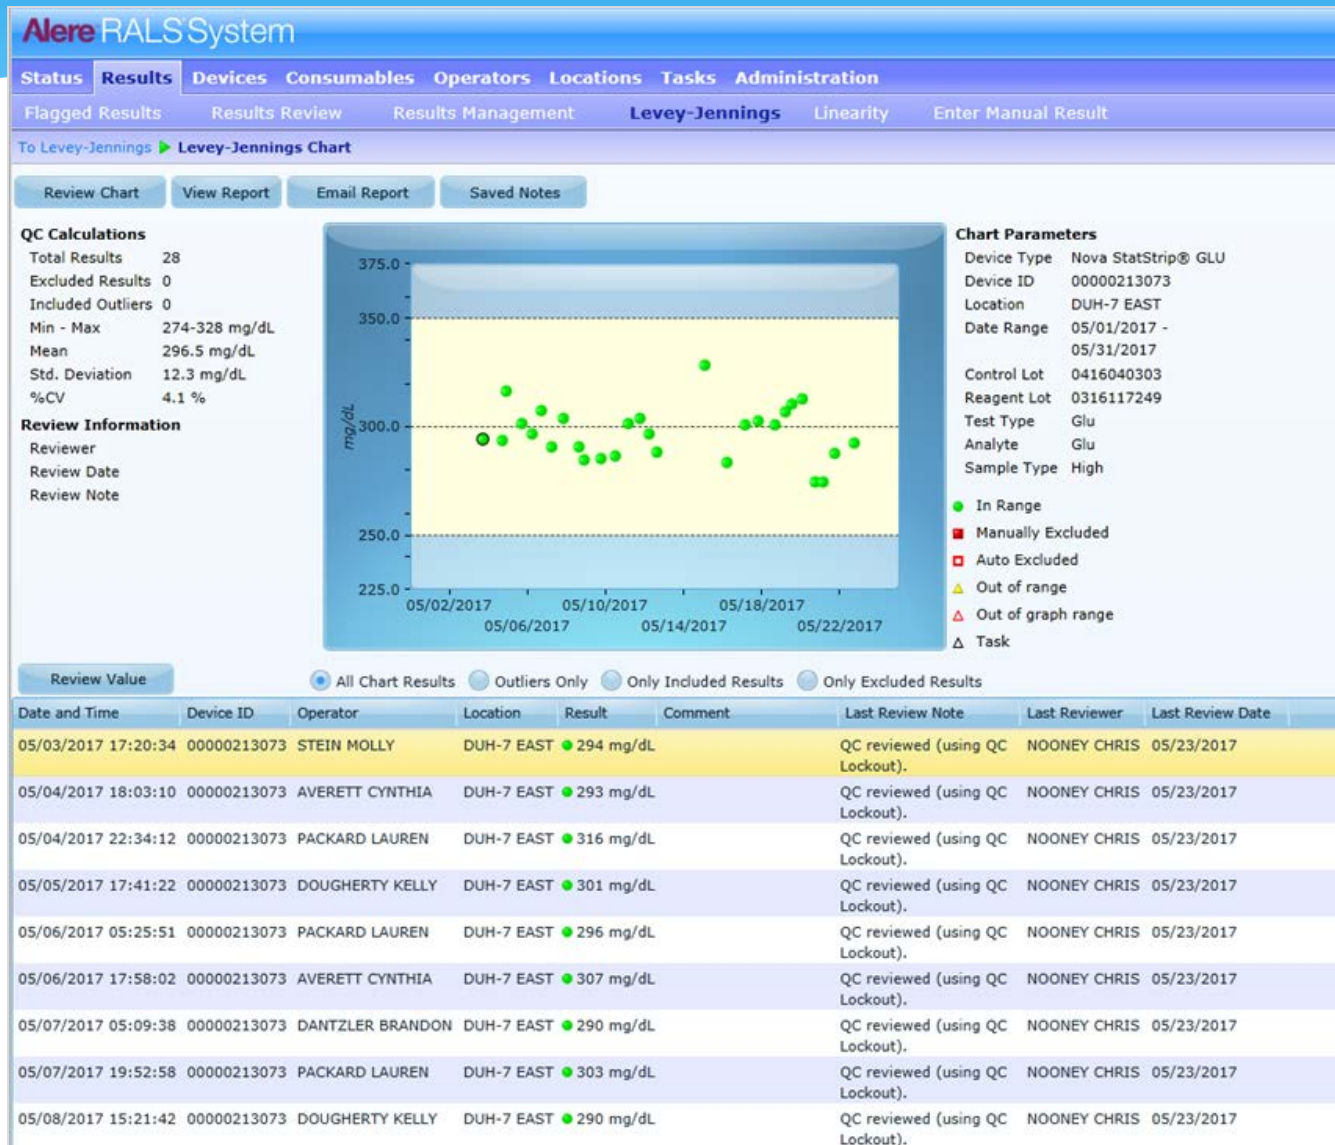 Alere RALS System
Status Results Devices Consumables Operators Locations Tasks Administration
Flagged Results Results Review Results Management Levey-Jennings Linearity Enter Manual Result
To Levey-Jennings Levey-Jennings Chart
Review Chart View Report Email Report Saved Notes
QC Calculations
Total Results 28
Excluded Results 0
Included Outliers 0
Min - Max 274-328 mg/dL
Mean 296.5 mg/dL
Std. Deviation 12.3 mg/dL
%CV 4.1 %
Review Information
Reviewer
Review Date
Review Note
375.0
350.0
300.0
250.0
225.0
mg/dL
05/02/2017 05/10/2017 05/18/2017
05/06/2017 05/14/2017 05/22/2017
Chart Parameters
Device Type Nova StatStrip® GLU
Device ID 00000213073
Location DUH-7 EAST
Date Range 05/01/2017 -
05/31/2017
Control Lot 0416040303
Reagent Lot 0316117249
Test Type Glu
Analyte Glu
Sample Type High
In Range
Manually Excluded
Auto Excluded
Out of range
Out of graph range
Task
Review Value All Chart Results Outliers Only Only Included Results Only Excluded Results
Date and Time Device ID Operator Location Result Comment Last Review Note Last Reviewer Last Review Date
05/03/2017 17:20:34 00000213073 STEIN MOLLY DUH-7 EAST 294 mg/dL QC reviewed (using QC NOONEY CHRIS 05/23/2017
Lockout).
05/04/2017 18:03:10 00000213073 AVERETT CYNTHIA DUH-7 EAST 293 mg/dL QC reviewed (using QC NOONEY CHRIS 05/23/2017
Lockout).
05/04/2017 22:34:12 00000213073 PACKARD LAUREN DUH-7 EAST 316 mg/dL QC reviewed (using QC NOONEY CHRIS 05/23/2017
Lockout).
05/05/2017 17:41:22 00000213073 DOUGHERTY KELLY DUH-7 EAST 301 mg/dL QC reviewed (using QC NOONEY CHRIS 05/23/2017
Lockout).
05/06/2017 05:25:51 00000213073 PACKARD LAUREN DUH-7 EAST 296 mg/dL QC reviewed (using QC NOONEY CHRIS 05/23/2017
Lockout).
05/06/2017 17:58:02 00000213073 AVERETT CYNTHIA DUH-7 EAST 307 mg/dL QC reviewed (using QC NOONEY CHRIS 05/23/2017
Lockout).
05/07/2017 05:09:38 00000213073 DANTZLER BRANDON DUH-7 EAST 290 mg/dL QC reviewed (using QC NOONEY CHRIS 05/23/2017
Lockout).
05/07/2017 19:52:58 00000213073 PACKARD LAUREN DUH-7 EAST 303 mg/dL QC reviewed (using QC NOONEY CHRIS 05/23/2017
Lockout).
05/08/2017 15:21:42 00000213073 DOUGHERTY KELLY DUH-7 EAST 290 mg/dL QC reviewed (using QC NOONEY CHRIS 05/23/2017
Lockout).